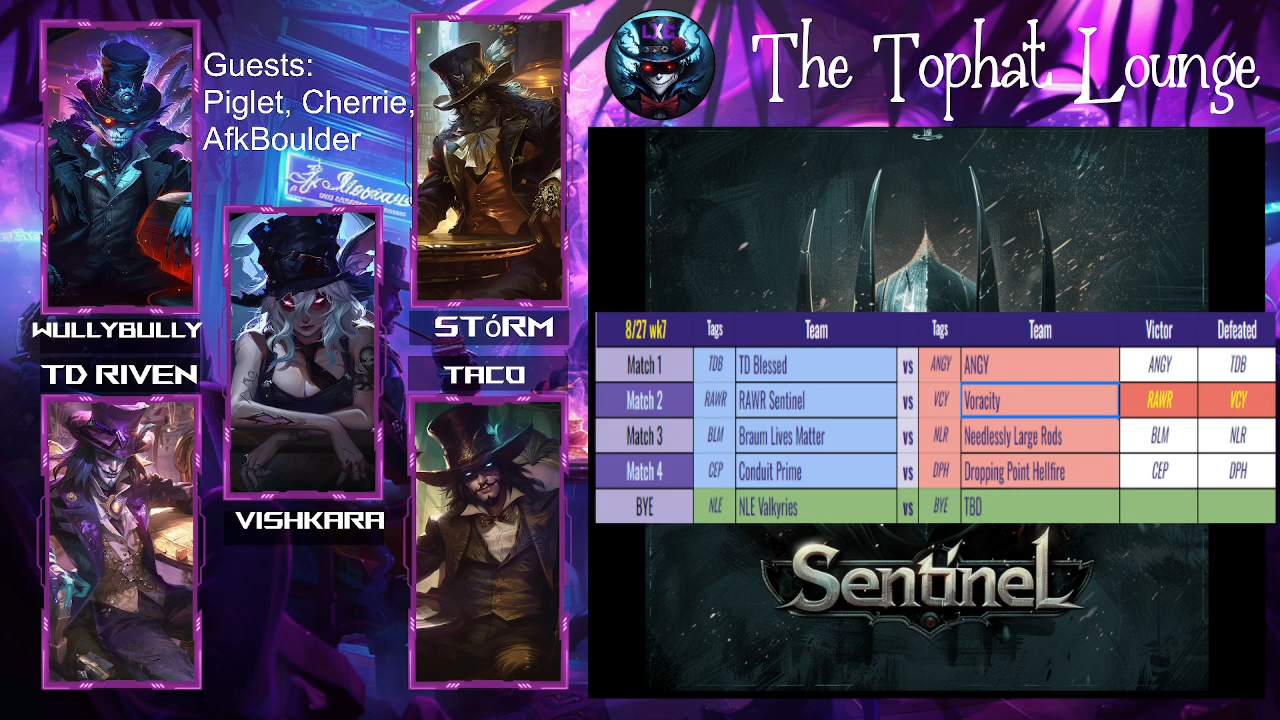 Guests:
Piglet, Cherrie,
AfkBoulder
WULLYBULLY
TD RIVEN
VISHKARA
STóRM
TACO
LXE
The Tophat Lounge
8/27 wk7 Tags Team Tags Team Victor Defeated
Match 1 TDB TD Blessed vs ANGY ANGY ANGY TDB
Match 2 RAWR RAWR Sentinel vs VCY Voracity RAWR VCY
Match 3 BLM Braum Lives Matter vs NLR Needlessly Large Rods BLM NLR
Match 4 CEP Conduit Prime vs DPH Dropping Point Hellfire CEP DPH
BYE NLE NLE Valkyries vs BYE TBD
SentineL